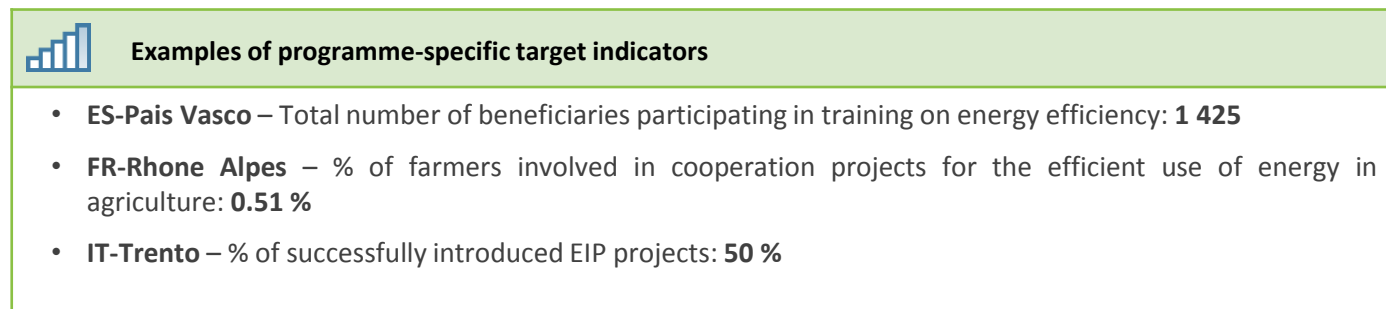 Examples of programme-specific target indicators
• ES-Pais Vasco – Total number of beneficiaries participating in training on energy efficiency: 1 425
• FR-Rhone Alpes – % of farmers involved in cooperation projects for the efficient use of energy in
agriculture: 0.51 %
• IT-Trento – % of successfully introduced EIP projects: 50 %